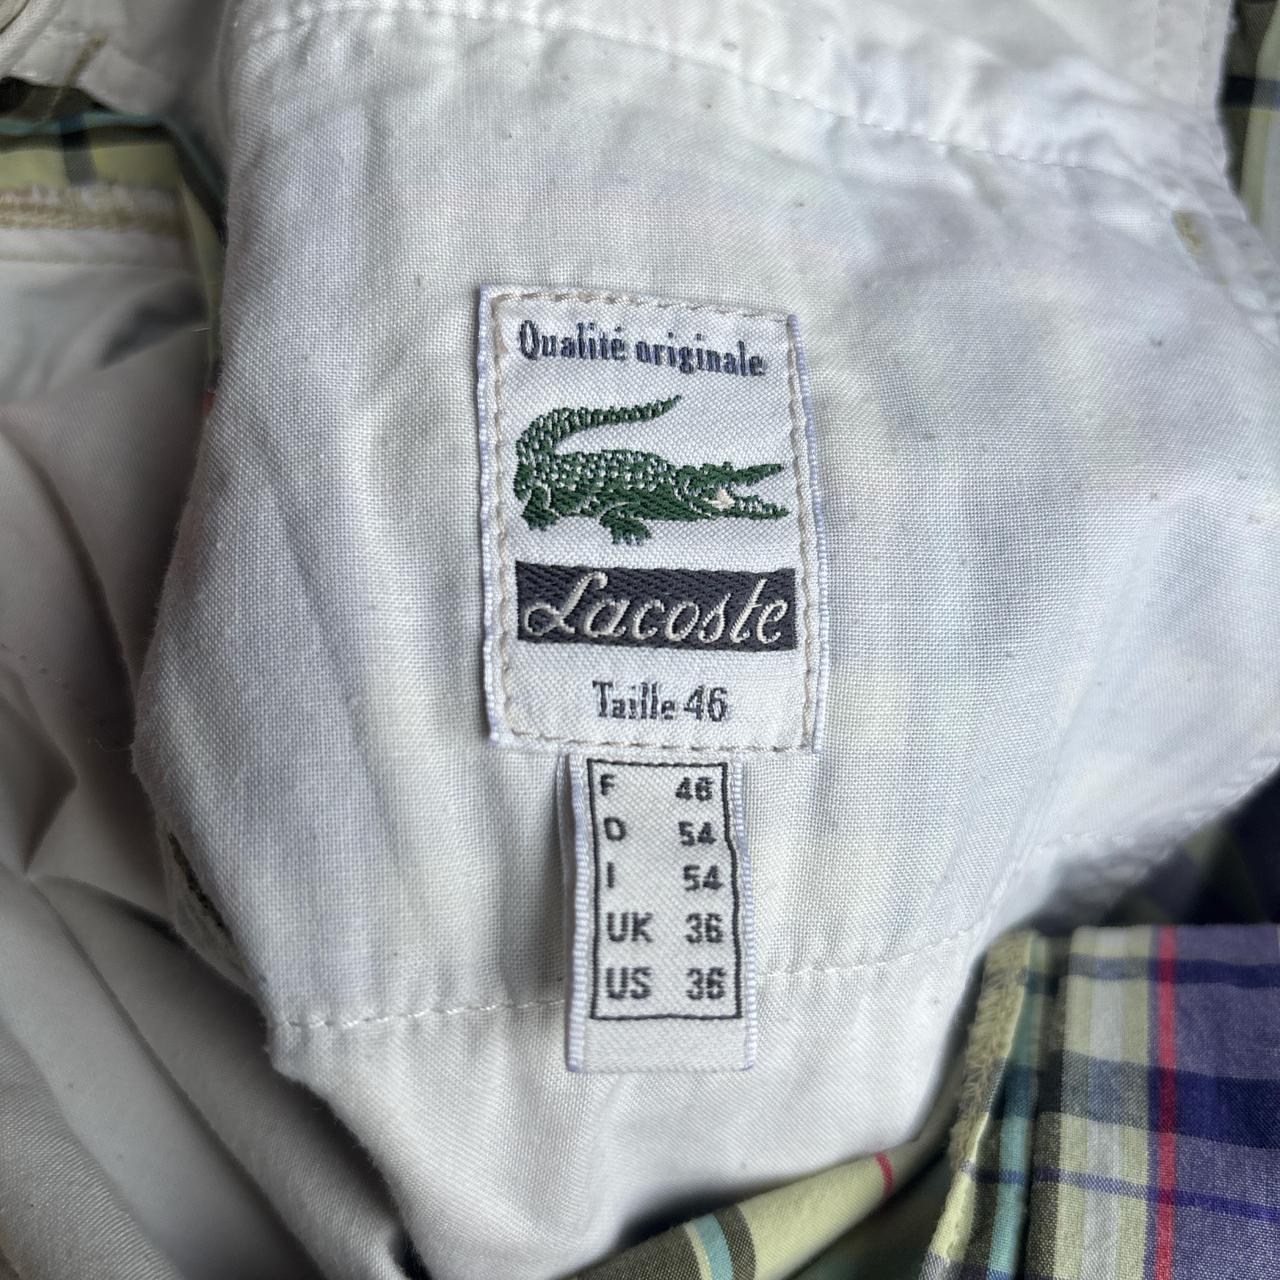 Qualité originale
Lacoste
Taille 46
F 46
D 54
I 54
UK 36
US 36